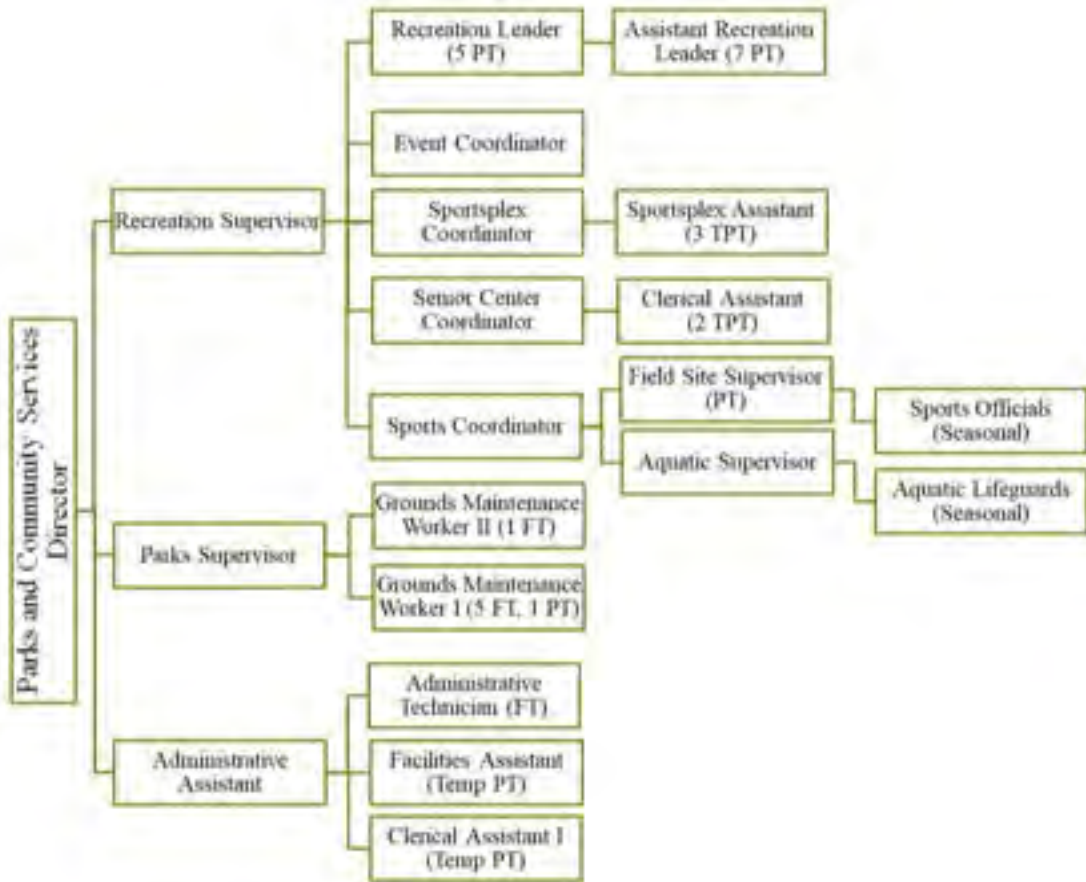 Parks and Community Services
Director
Recreation Supervisor
Recreation Leader
(5 PT)
Assistant Recreation
Leader (7 PT)
Event Coordinator
Sportsplex
Coordinator
Sportsplex Assistant
(3 TPT)
Senior Center
Coordinator
Clerical Assistant
(2 TPT)
Sports Coordinator
Field Site Supervisor
(PT)
Sports Officials
(Seasonal)
Aquatic Supervisor
Aquatic Lifeguards
(Seasonal)
Parks Supervisor
Grounds Maintenance
Worker II (1 FT)
Grounds Maintenance
Worker I (5 FT, 1 PT)
Administrative
Assistant
Administrative
Technician (FT)
Facilities Assistant
(Temp PT)
Clerical Assistant I
(Temp PT)